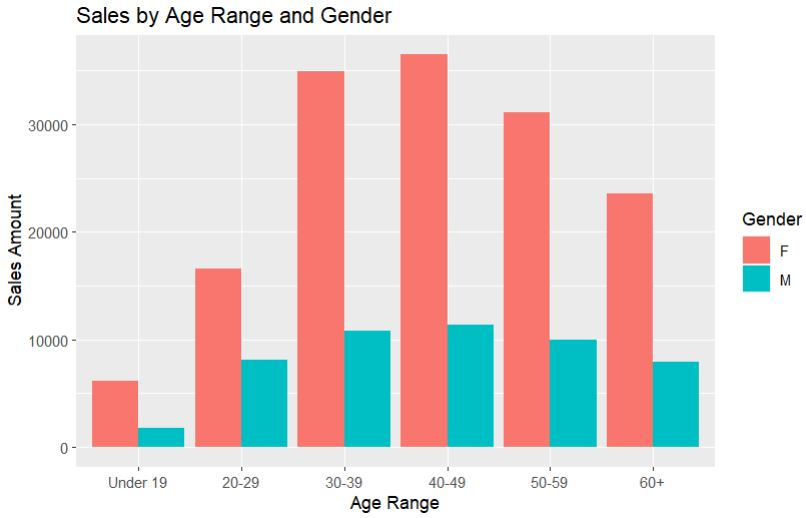 Sales by Age Range and Gender
Sales Amount
30000
20000
10000
0
Under 19 20-29 30-39 40-49 50-59 60+
Age Range
Gender
F
M